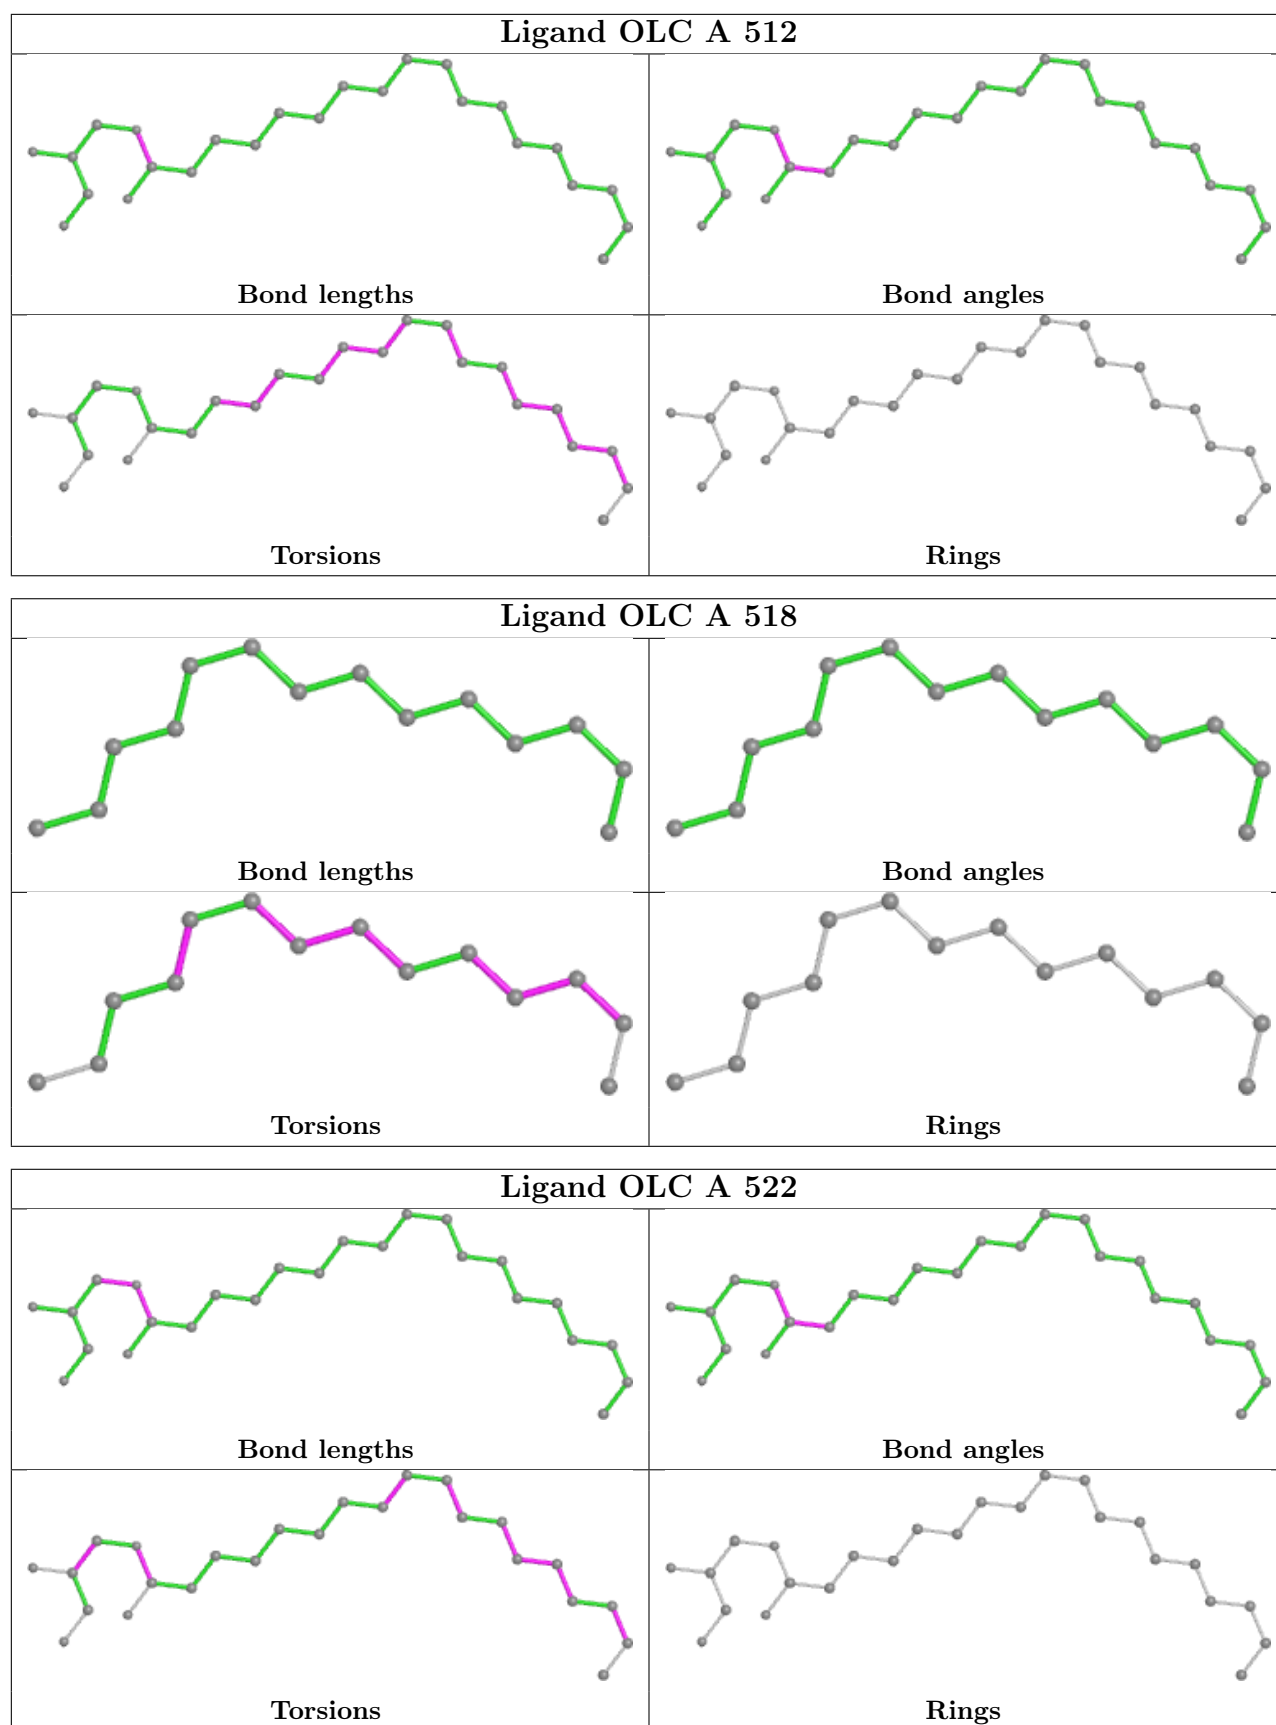 Ligand OLC A 512
Bond lengths
Bond angles
Torsions
Rings
Ligand OLC A 518
Bond lengths
Bond angles
Torsions
Rings
Ligand OLC A 522
Bond lengths
Bond angles
Torsions
Rings